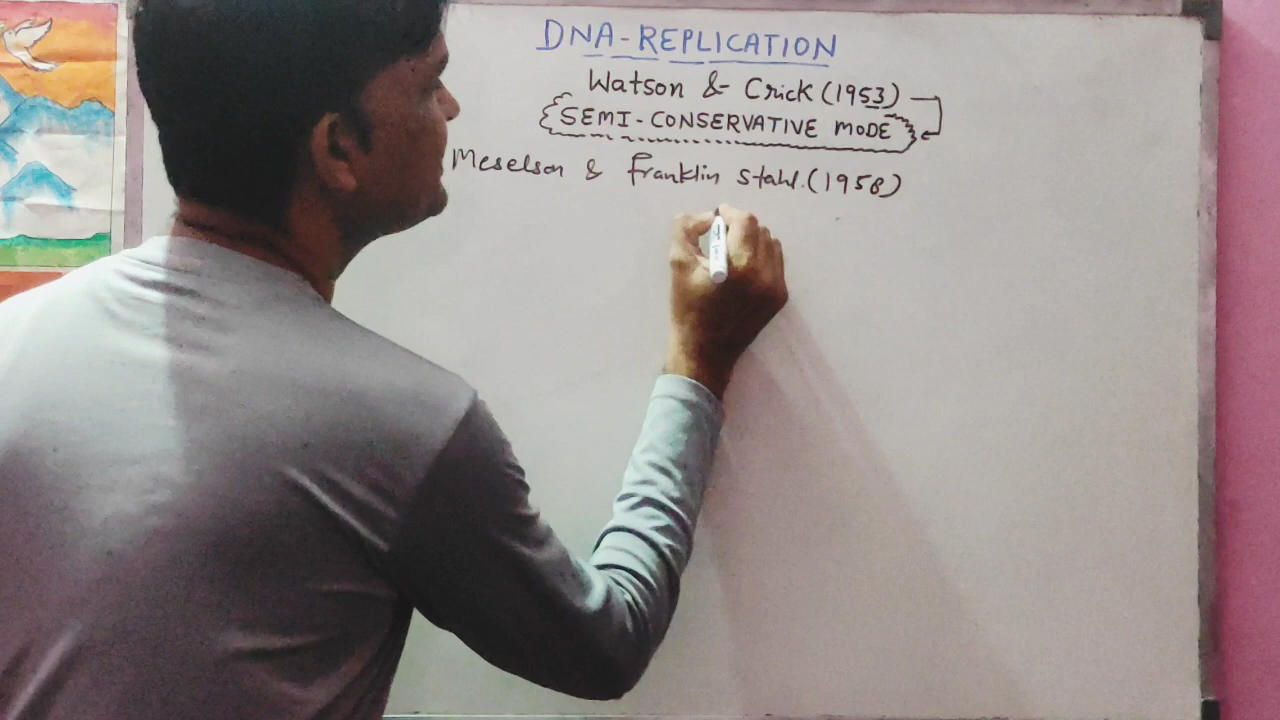 DNA-REPLICATION
Watson & Crick (1953)
SEMI-CONSERVATIVE MODE
Meselson & Franklin Stahl. (1958)